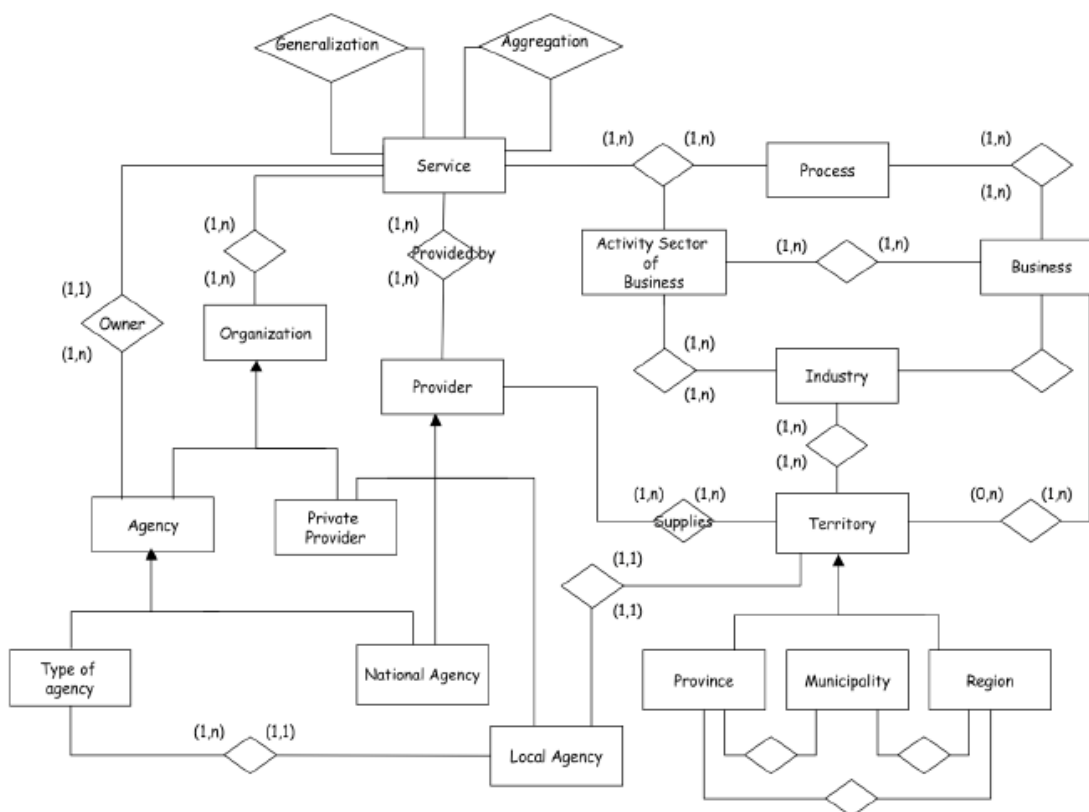 Generalization
Aggregation
(1,n)
(1,n)
(1,n)
Service
Process
(1,n)
(1,n)
(1,n)
Activity Sector
of
Business
(1,n)
(1,n)
Business
Provided by
(1,n)
(1,n)
(1,1)
Owner
Organization
(1,n)
(1,n)
(1,n)
Provider
Industry
(1,n)
(1,n)
(1,n)
(1,n)
(1,n)
(0,n)
(1,n)
Agency
Private
Provider
Supplies
Territory
(1,1)
(1,1)
Type of
agency
National Agency
Province
Municipality
Region
(1,n)
(1,1)
Local Agency